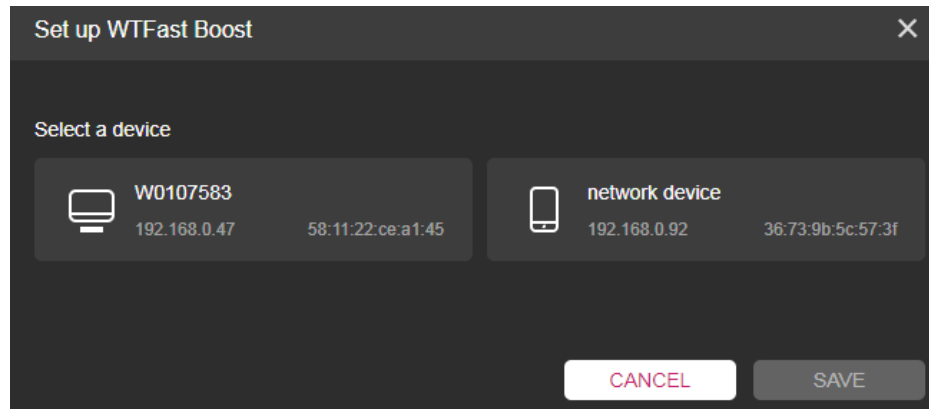 Set up WTFast Boost
Select a device
W0107583
192.168.0.47 58:11:22:ce:a1:45
network device
192.168.0.92 36:73:9b:5c:57:3f
CANCEL
SAVE